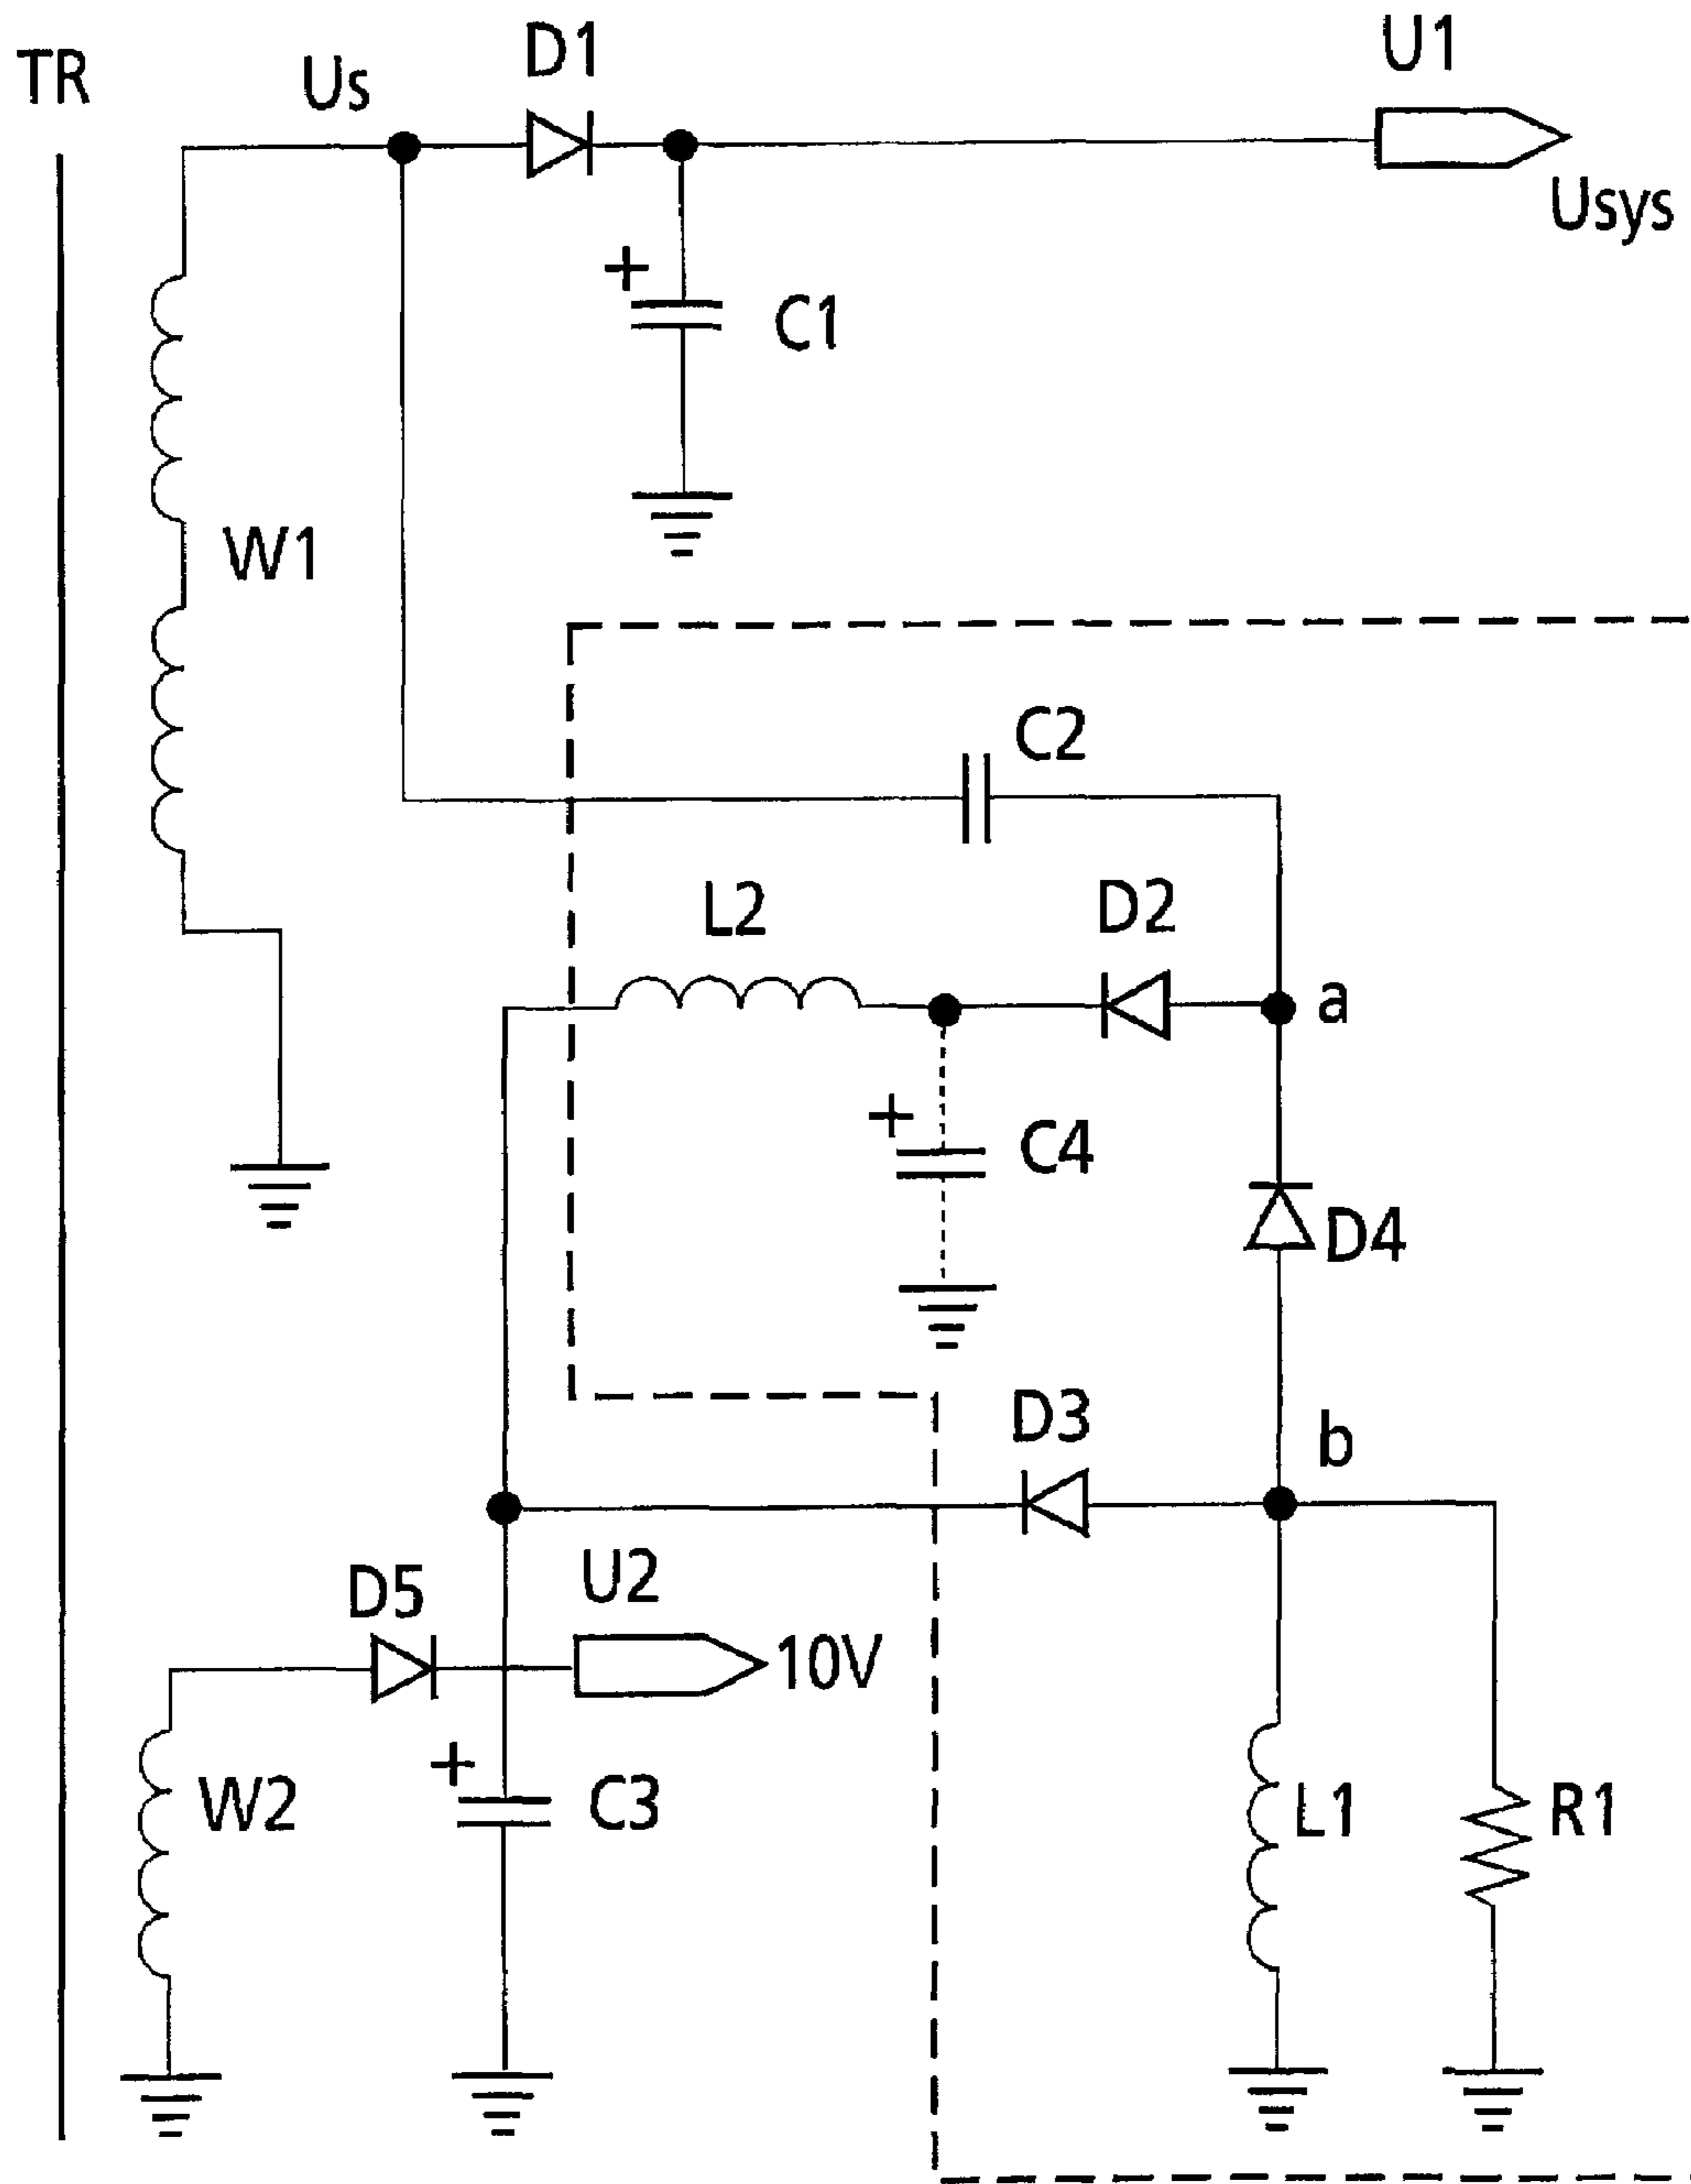 TR
Us
D1
U1
Usys
+
C1
W1
C2
L2
D2
a
+
C4
D4
D3
b
D5
U2
10V
+
W2
C3
L1
R1